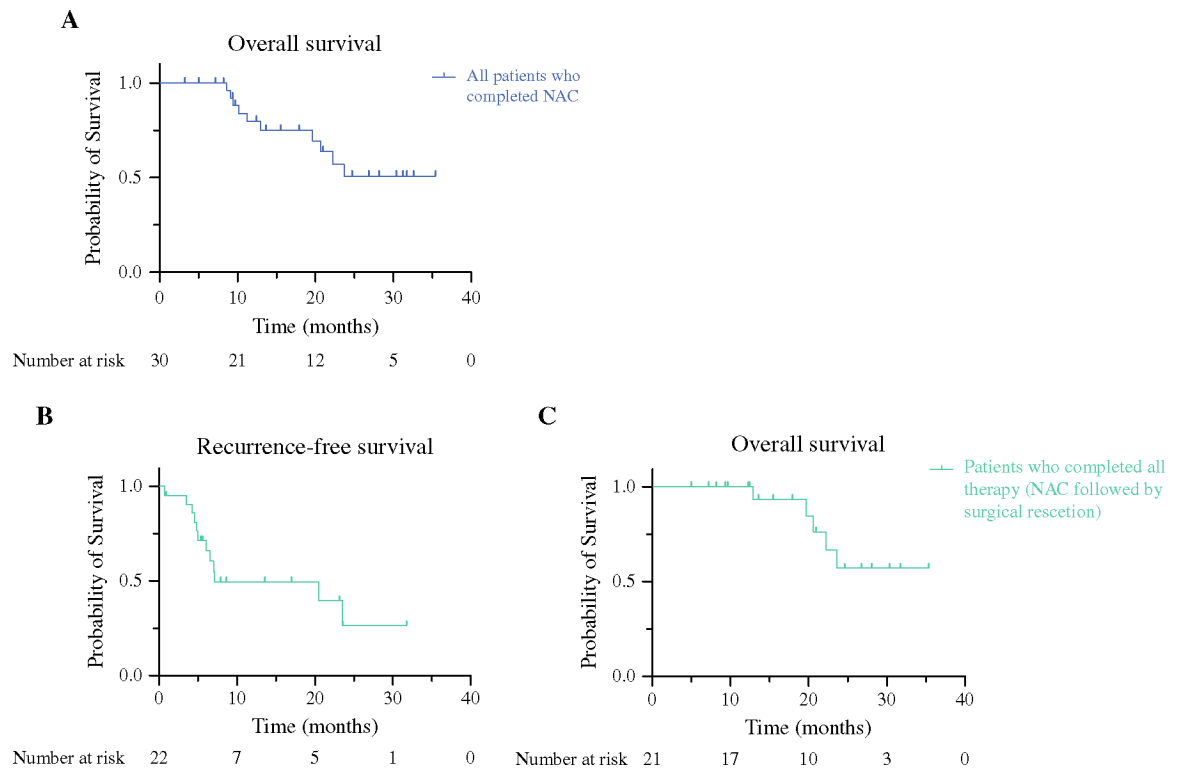 A
Overall survival
All patients who
completed NAC
Probability of Survival
1.0
0.5
0.0
0 10 20 30 40
Time (months)
Number at risk 30 21 12 5 0
B
Recurrence-free survival
Probability of Survival
1.0
0.5
0.0
0 10 20 30 40
Time (months)
Number at risk 22 7 5 1 0
C
Overall survival
Patients who completed all
therapy (NAC followed by
surgical rescetion)
Probability of Survival
1.0
0.5
0.0
0 10 20 30 40
Time (months)
Number at risk 21 17 10 3 0